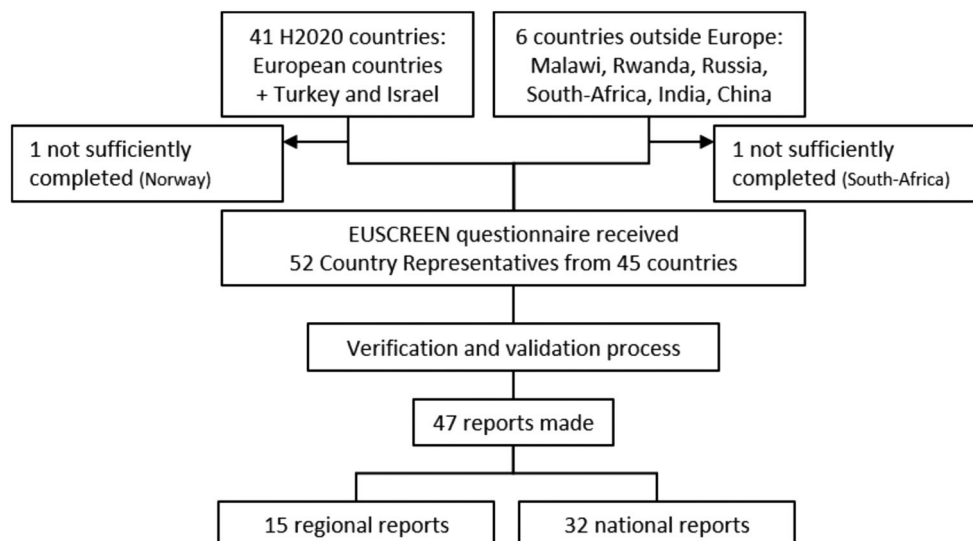 41 H2020 countries:
European countries
+ Turkey and Israel
6 countries outside Europe:
Malawi, Rwanda, Russia,
South-Africa, India, China
1 not sufficiently
completed (Norway)
1 not sufficiently
completed (South-Africa)
EUSCREEN questionnaire received
52 Country Representatives from 45 countries
Verification and validation process
47 reports made
15 regional reports
32 national reports